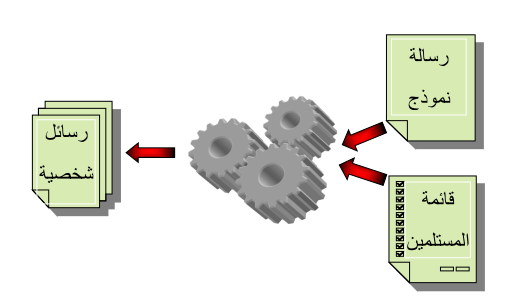 رسالة
نموذج
قائمة
المستلمين
رسائل
شخصية